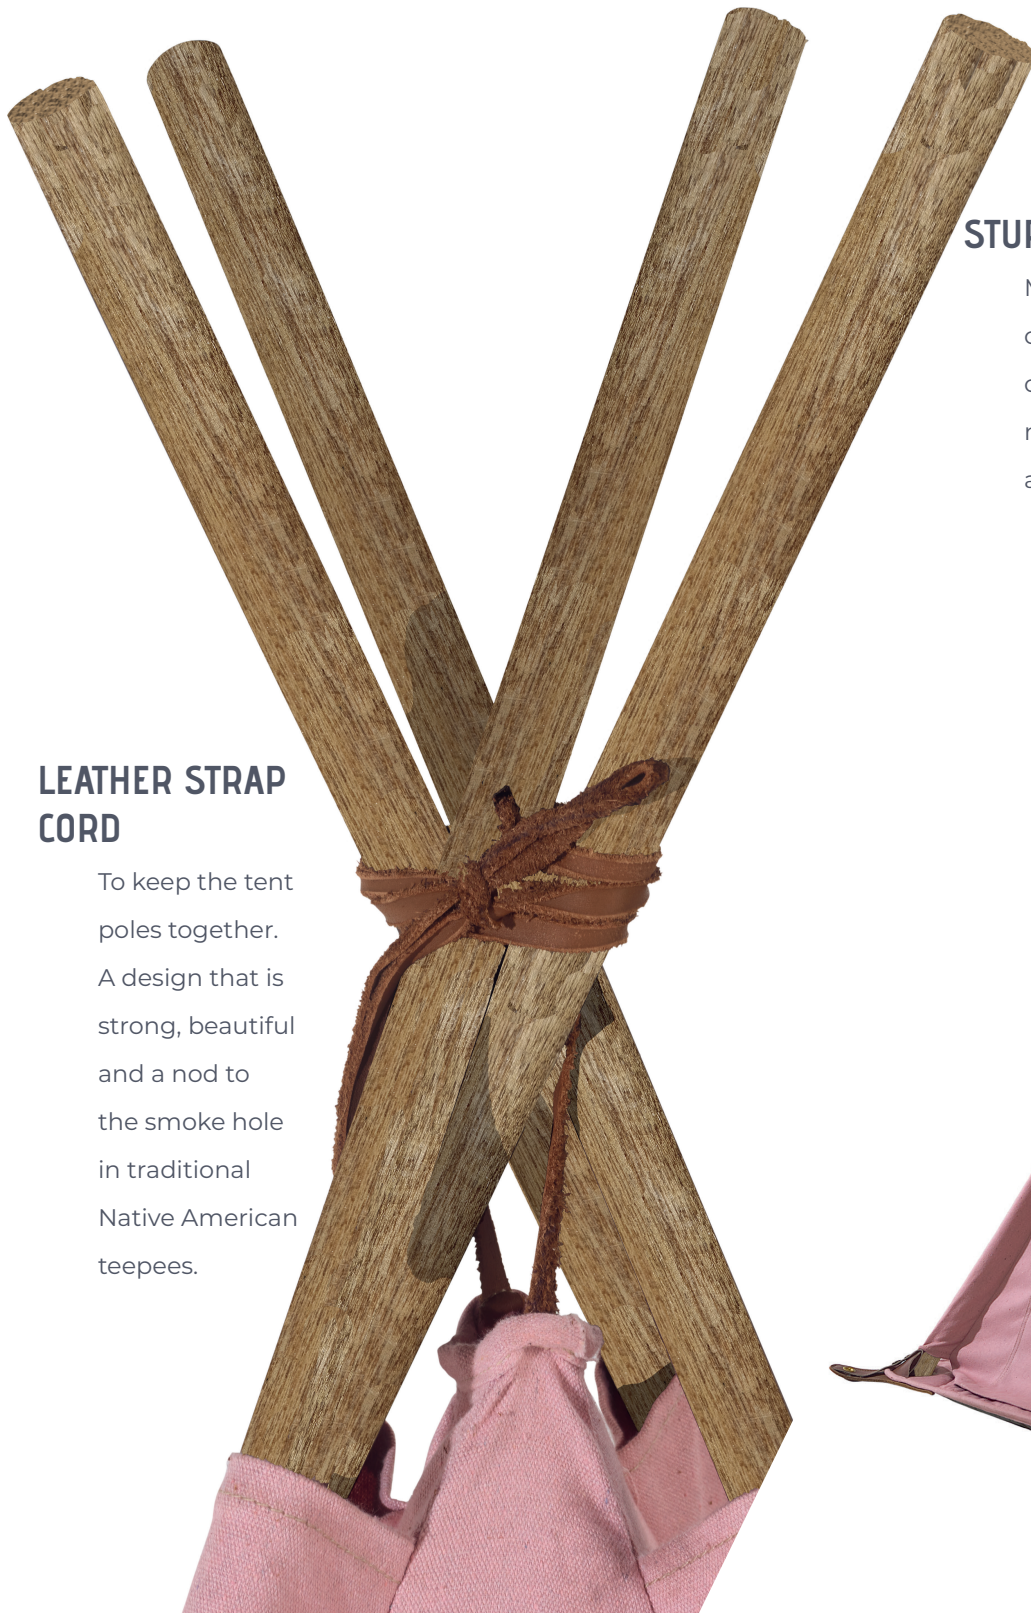 LEATHER STRAP
CORD
To keep the tent
poles together.
A design that is
strong, beautiful
and a nod to
the smoke hole
in traditional
Native American
teepees.